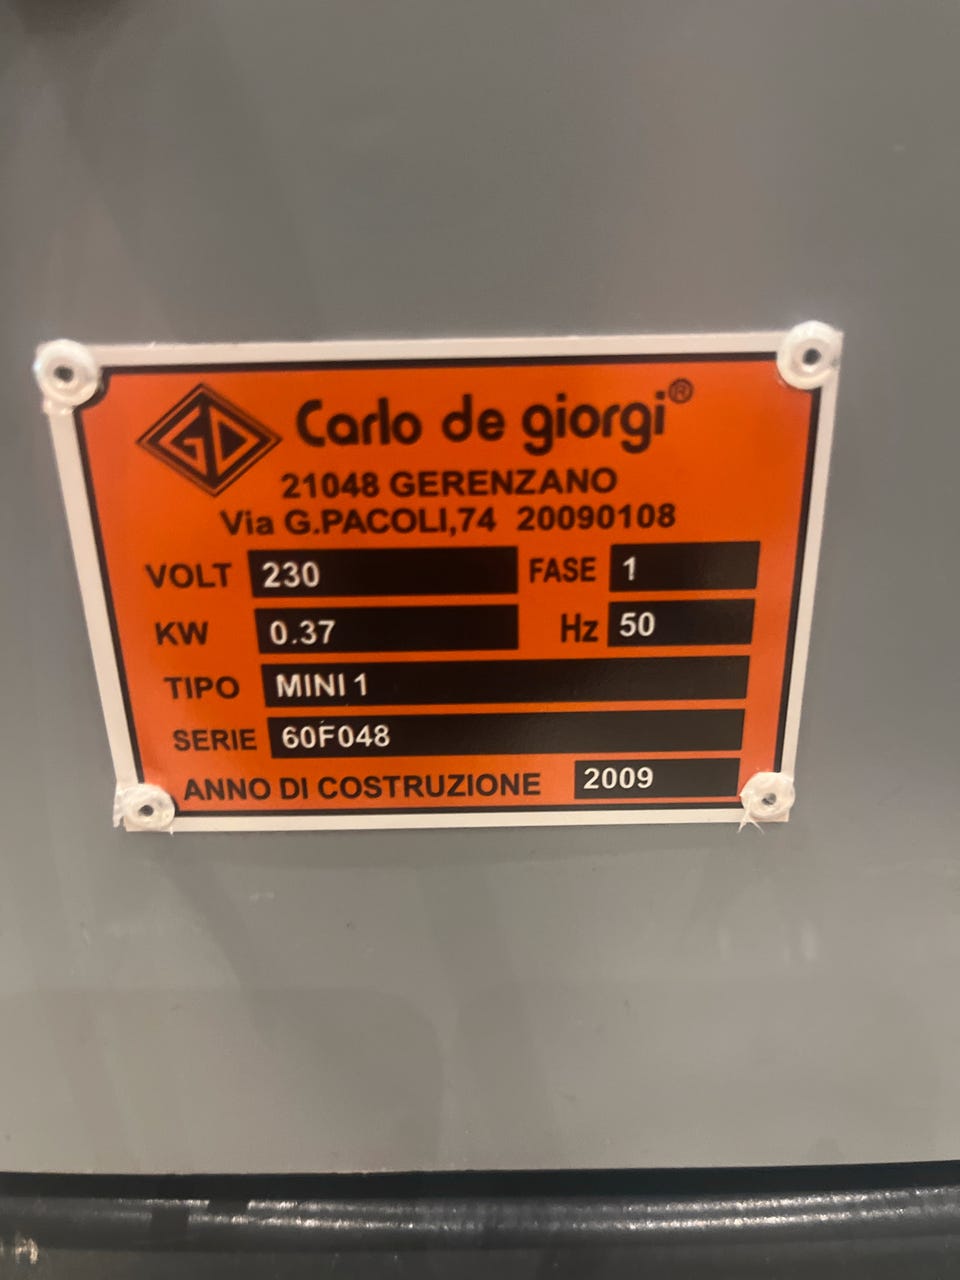 GD Carlo de giorgi®
21048 GERENZANO
Via G.PACOLI,74 20090108
VOLT 230 FASE 1
KW 0.37 Hz 50
TIPO MINI 1
SERIE 60F048
ANNO DI COSTRUZIONE 2009